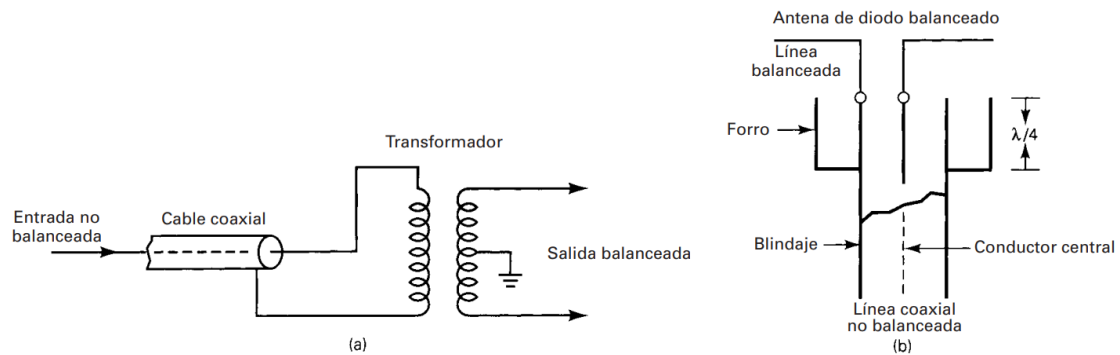 Transformador
Entrada no
balanceada
Cable coaxial
Salida balanceada
(a)
Antena de diodo balanceado
Línea
balanceada
Forro
λ/4
Blindaje
Conductor central
Línea coaxial
no balanceada
(b)